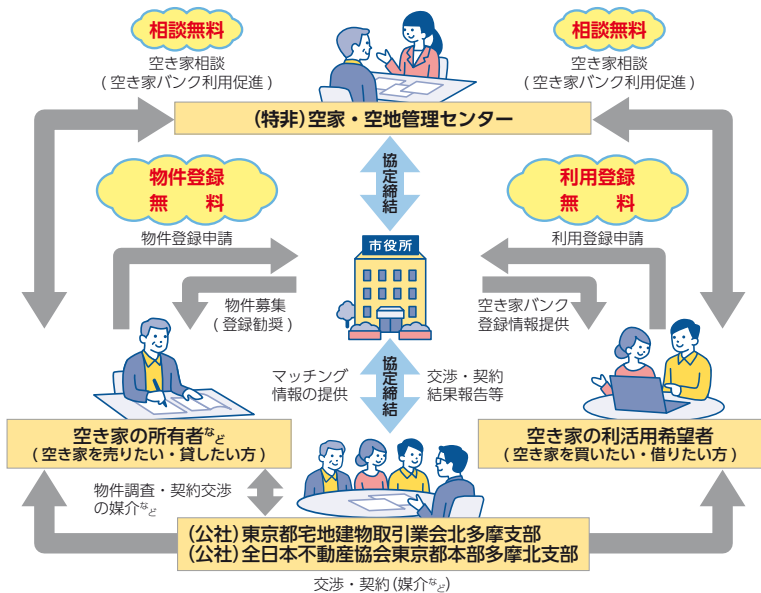 相談無料
空き家相談
(空き家バンク利用促進)
相談無料
空き家相談
(空き家バンク利用促進)
(特非)空家・空地管理センター
協定締結
物件登録
無　料
物件登録申請
利用登録
無　料
利用登録申請
市役所
物件募集
(登録勧奨)
空き家バンク
登録情報提供
マッチング
情報の提供
協定締結
交渉・契約
結果報告等
空き家の所有者など
(空き家を売りたい・貸したい方)
空き家の利活用希望者
(空き家を買いたい・借りたい方)
物件調査・契約交渉
の媒介など
(公社)東京都宅地建物取引業会北多摩支部
(公社)全日本不動産協会東京都本部多摩北支部
交渉・契約(媒介など)